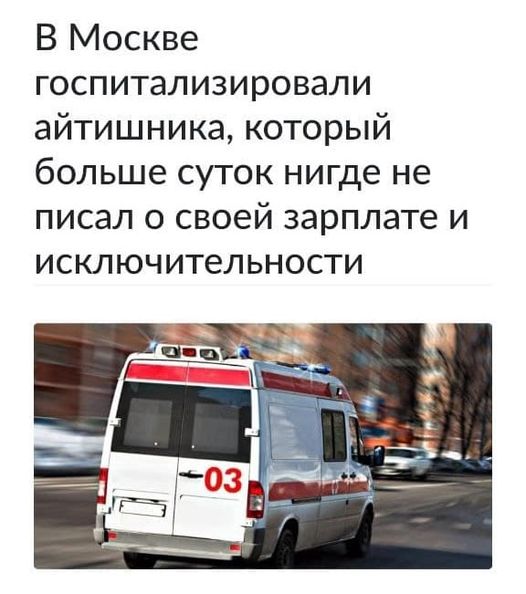 В Москве
госпитализировали
айтишника, который
больше суток нигде не
писал о своей зарплате и
исключительности
03